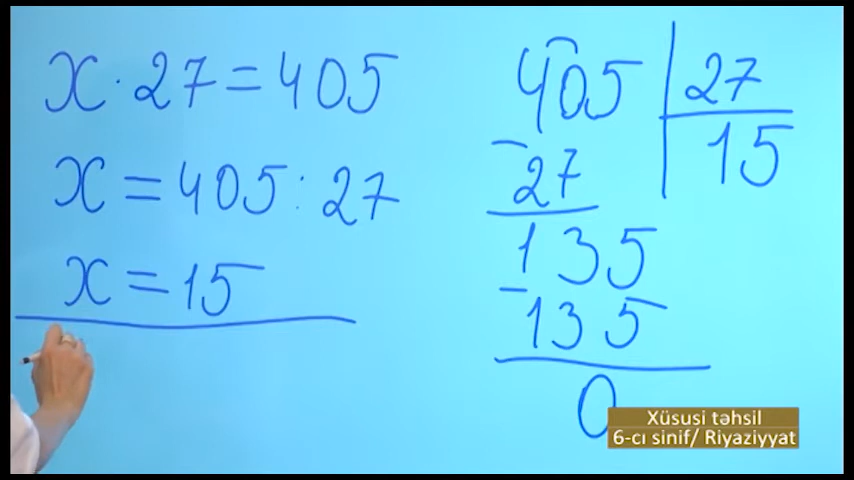 x · 27 = 405
x = 405 : 27
x = 15
405 | 27
15
- 27
135
- 135
0
Xüsusi təhsil
6-cı sinif/ Riyaziyyat